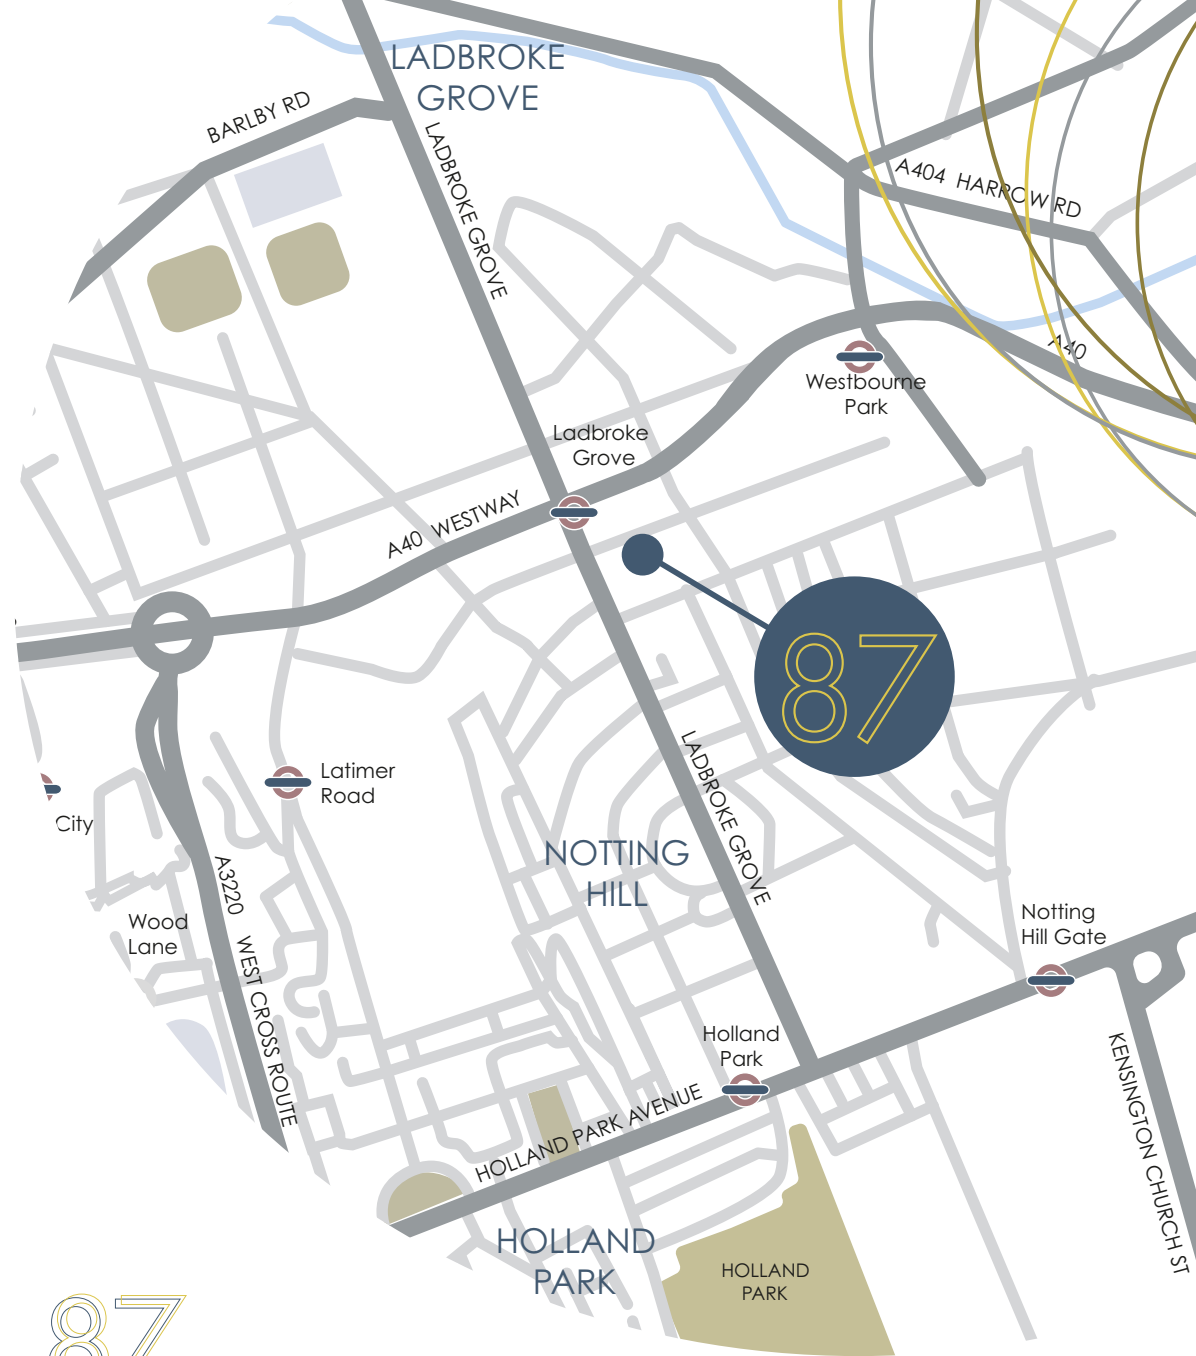 LADBROKE
GROVE
BARLBY RD
LADBROKE GROVE
A404 HARROW RD
A40
Westbourne
Park
Ladbroke
Grove
A40 WESTWAY
87
Latimer
Road
City
LADBROKE GROVE
NOTTING
HILL
A3220 WEST CROSS ROUTE
Wood
Lane
Notting
Hill Gate
Holland
Park
KENSINGTON CHURCH ST
HOLLAND PARK AVENUE
HOLLAND
PARK
HOLLAND
PARK
87